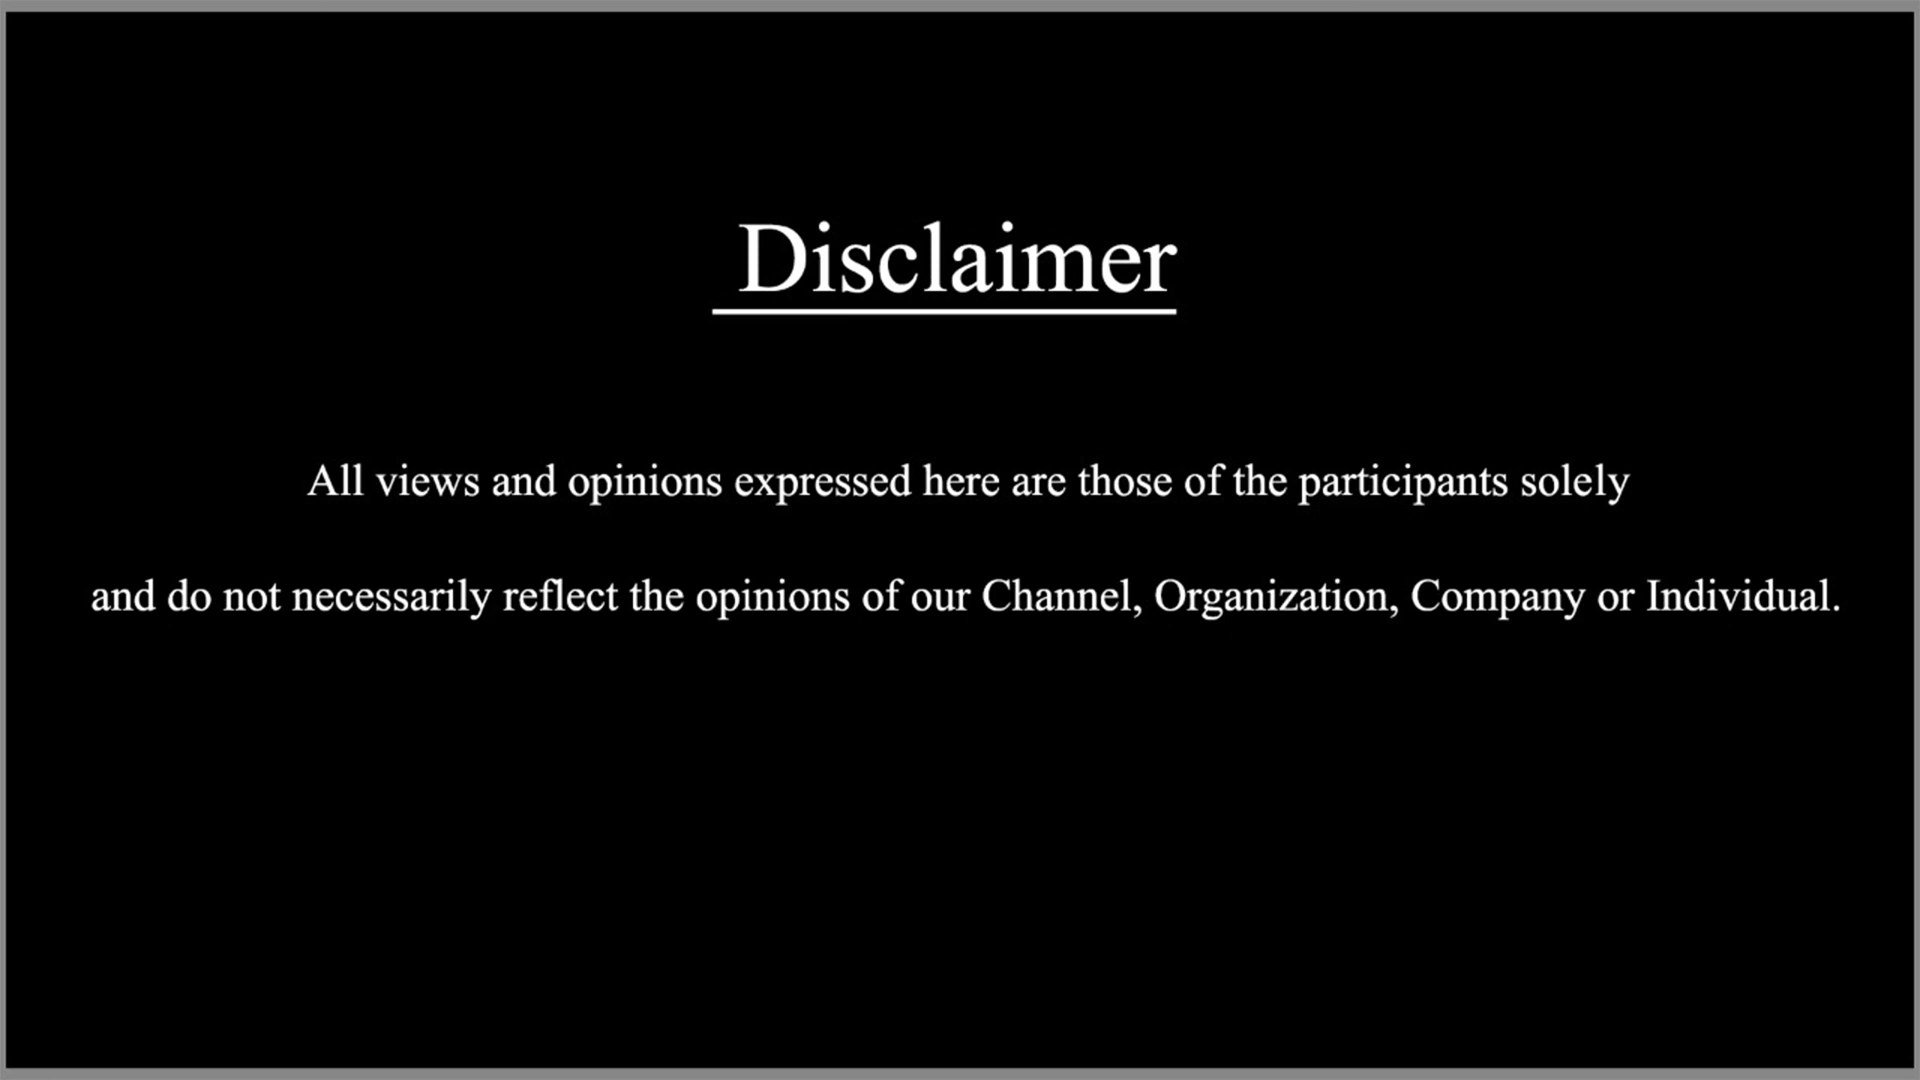 Disclaimer
All views and opinions expressed here are those of the participants solely
and do not necessarily reflect the opinions of our Channel, Organization, Company or Individual.